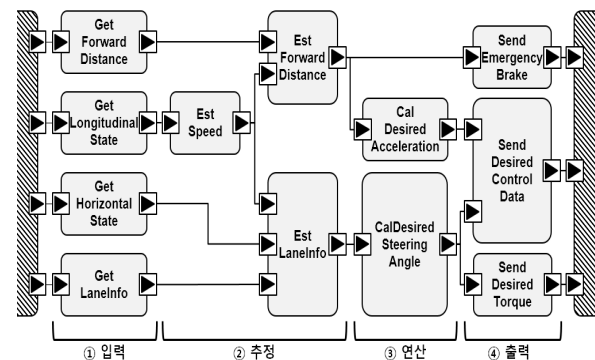 Get
Forward
Distance
Est
Forward
Distance
Send
Emergency
Brake
Get
Longitudinal
State
Est
Speed
Cal
Desired
Acceleration
Send
Desired
Control
Data
Get
Horizontal
State
Est
LaneInfo
CalDesired
Steering
Angle
Get
LaneInfo
Send
Desired
Torque
① 입력
② 추정
③ 연산
④ 출력